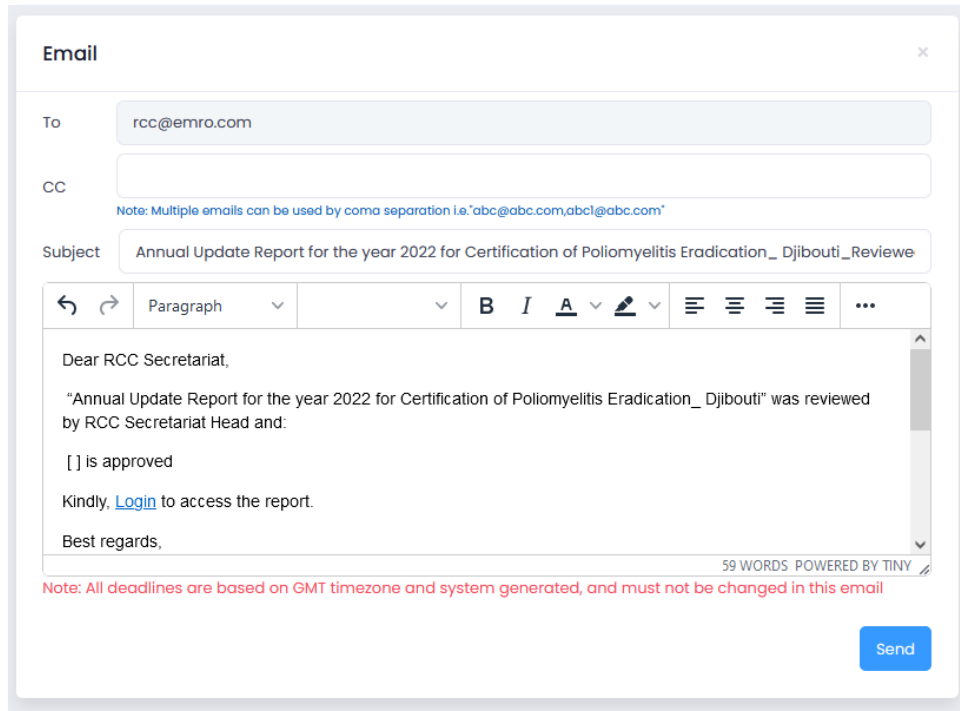 Email
×
To
rcc@emro.com
CC
Note: Multiple emails can be used by coma separation i.e."abc@abc.com,abc1@abc.com"
Subject
Annual Update Report for the year 2022 for Certification of Poliomyelitis Eradication_ Djibouti_Reviewe
Paragraph
B I A
Dear RCC Secretariat,
“Annual Update Report for the year 2022 for Certification of Poliomyelitis Eradication_ Djibouti” was reviewed
by RCC Secretariat Head and:
[ ] is approved
Kindly, Login to access the report.
Best regards,
59 WORDS POWERED BY TINY
Note: All deadlines are based on GMT timezone and system generated, and must not be changed in this email
Send